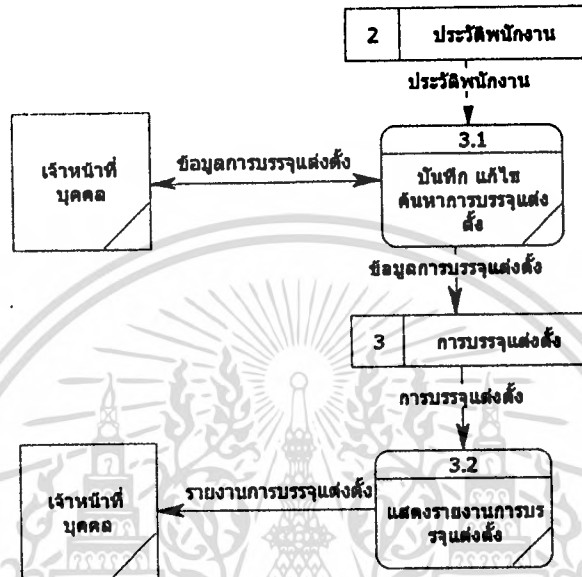 2 ประวัติพนักงาน
ประวัติพนักงาน
3.1
บันทึก แก้ไข
ค้นหาการบรรจุแต่ง
ตั้ง
เจ้าหน้าที่
บุคคล
ข้อมูลการบรรจุแต่งตั้ง
ข้อมูลการบรรจุแต่งตั้ง
3 การบรรจุแต่งตั้ง
การบรรจุแต่งตั้ง
3.2
แสดงรายงานการบร
รจุแต่งตั้ง
รายงานการบรรจุแต่งตั้ง
เจ้าหน้าที่
บุคคล